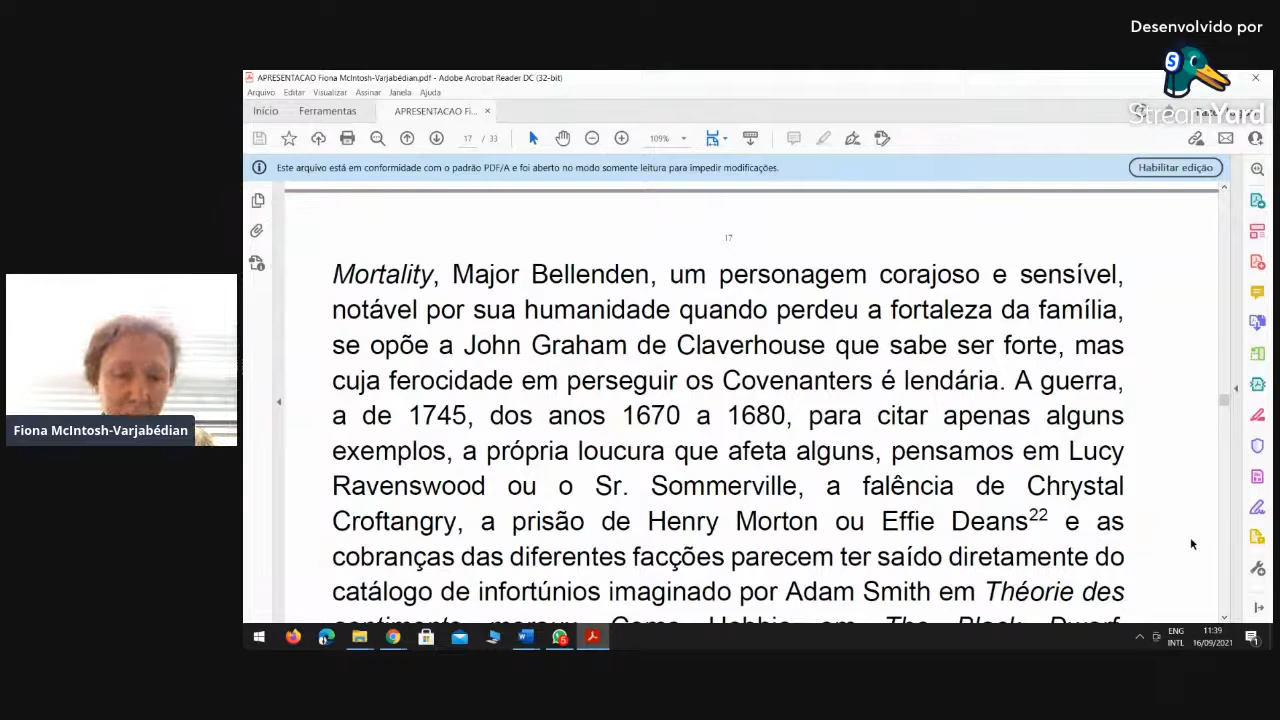 Desenvolvido por
StreamYard
APRESENTACAO Fiona McIntosh-Varjabédian.pdf - Adobe Acrobat Reader DC (32-bit)
Arquivo Editar Visualizar Assinar Janela Ajuda
Início Ferramentas APRESENTACAO Fi... ×
17 / 33 109%
Este arquivo está em conformidade com o padrão PDF/A e foi aberto no modo somente leitura para impedir modificações. Habilitar edição
17
Mortality, Major Bellenden, um personagem corajoso e sensível,
notável por sua humanidade quando perdeu a fortaleza da família,
se opõe a John Graham de Claverhouse que sabe ser forte, mas
cuja ferocidade em perseguir os Covenanters é lendária. A guerra,
a de 1745, dos anos 1670 a 1680, para citar apenas alguns
exemplos, a própria loucura que afeta alguns, pensamos em Lucy
Ravenswood ou o Sr. Sommerville, a falência de Chrystal
Croftangry, a prisão de Henry Morton ou Effie Deans22 e as
cobranças das diferentes facções parecem ter saído diretamente do
catálogo de infortúnios imaginado por Adam Smith em Théorie des
Como Hobbie em The Black Dwarf,
Fiona McIntosh-Varjabédian
ENG 11:39
INTL 16/09/2021